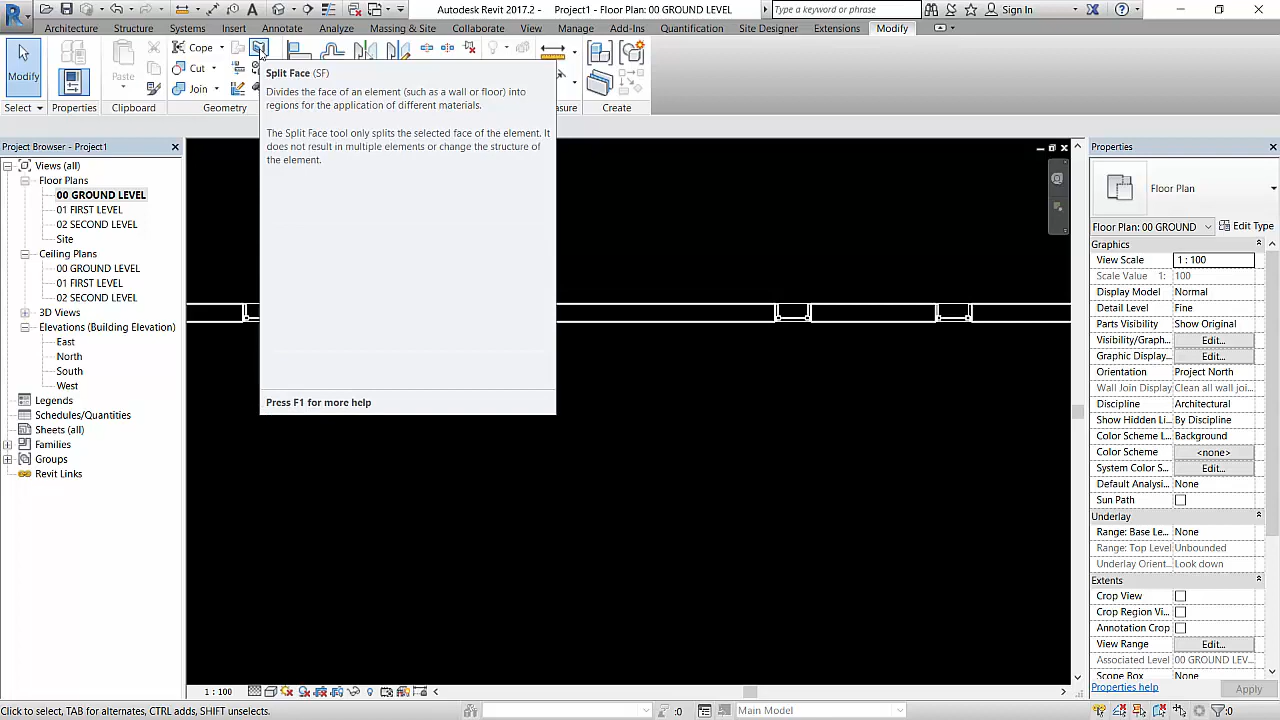 Autodesk Revit 2017.2 - Project1 - Floor Plan: 00 GROUND LEVEL
Type a keyword or phrase
Sign In
Architecture Structure Systems Insert Annotate Analyze Massing & Site Collaborate View Manage Add-Ins Quantification Site Designer Extensions Modify
Modify
Paste
Cope
Cut
Join
Select Properties Clipboard Geometry Create
Split Face (SF)
Divides the face of an element (such as a wall or floor) into
regions for the application of different materials.
The Split Face tool only splits the selected face of the element. It
does not result in multiple elements or change the structure of
the element.
Press F1 for more help
Project Browser - Project1
Views (all)
Floor Plans
00 GROUND LEVEL
01 FIRST LEVEL
02 SECOND LEVEL
Site
Ceiling Plans
00 GROUND LEVEL
01 FIRST LEVEL
02 SECOND LEVEL
3D Views
Elevations (Building Elevation)
East
North
South
West
Legends
Schedules/Quantities
Sheets (all)
Families
Groups
Revit Links
Properties
Floor Plan
Floor Plan: 00 GROUND Edit Type
Graphics
View Scale 1 : 100
Scale Value 1: 100
Display Model Normal
Detail Level Fine
Parts Visibility Show Original
Visibility/Graph... Edit...
Graphic Display... Edit...
Orientation Project North
Wall Join Display Clean all wall joi...
Discipline Architectural
Show Hidden Li... By Discipline
Color Scheme L... Background
Color Scheme <none>
System Color S... Edit...
Default Analysi... None
Sun Path
Underlay
Range: Base Le... None
Range: Top Level Unbounded
Underlay Orient... Look down
Extents
Crop View
Crop Region Vi...
Annotation Crop
View Range Edit...
Associated Level 00 GROUND LEV...
Scope Box None
Properties help Apply
1 : 100
Click to select, TAB for alternates, CTRL adds, SHIFT unselects.
:0
Main Model
:0